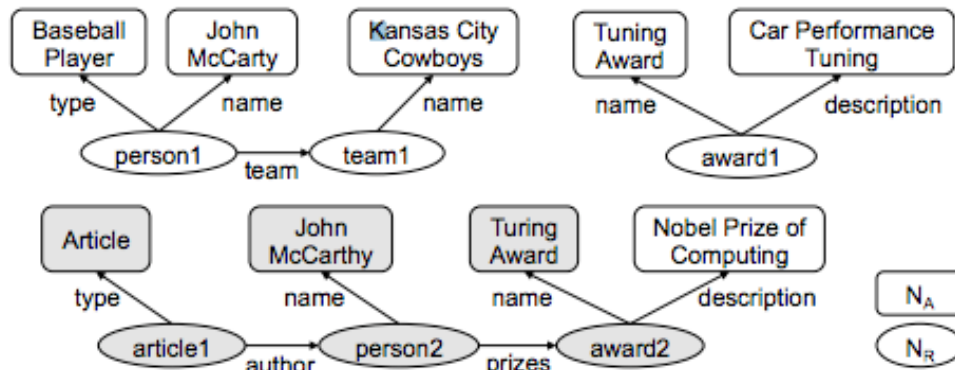 Baseball Player
John McCarty
Kansas City Cowboys
Tuning Award
Car Performance Tuning
type
name
name
name
description
person1
team
team1
award1
Article
John McCarthy
Turing Award
Nobel Prize of Computing
type
name
name
description
N_A
article1
author
person2
prizes
award2
N_R